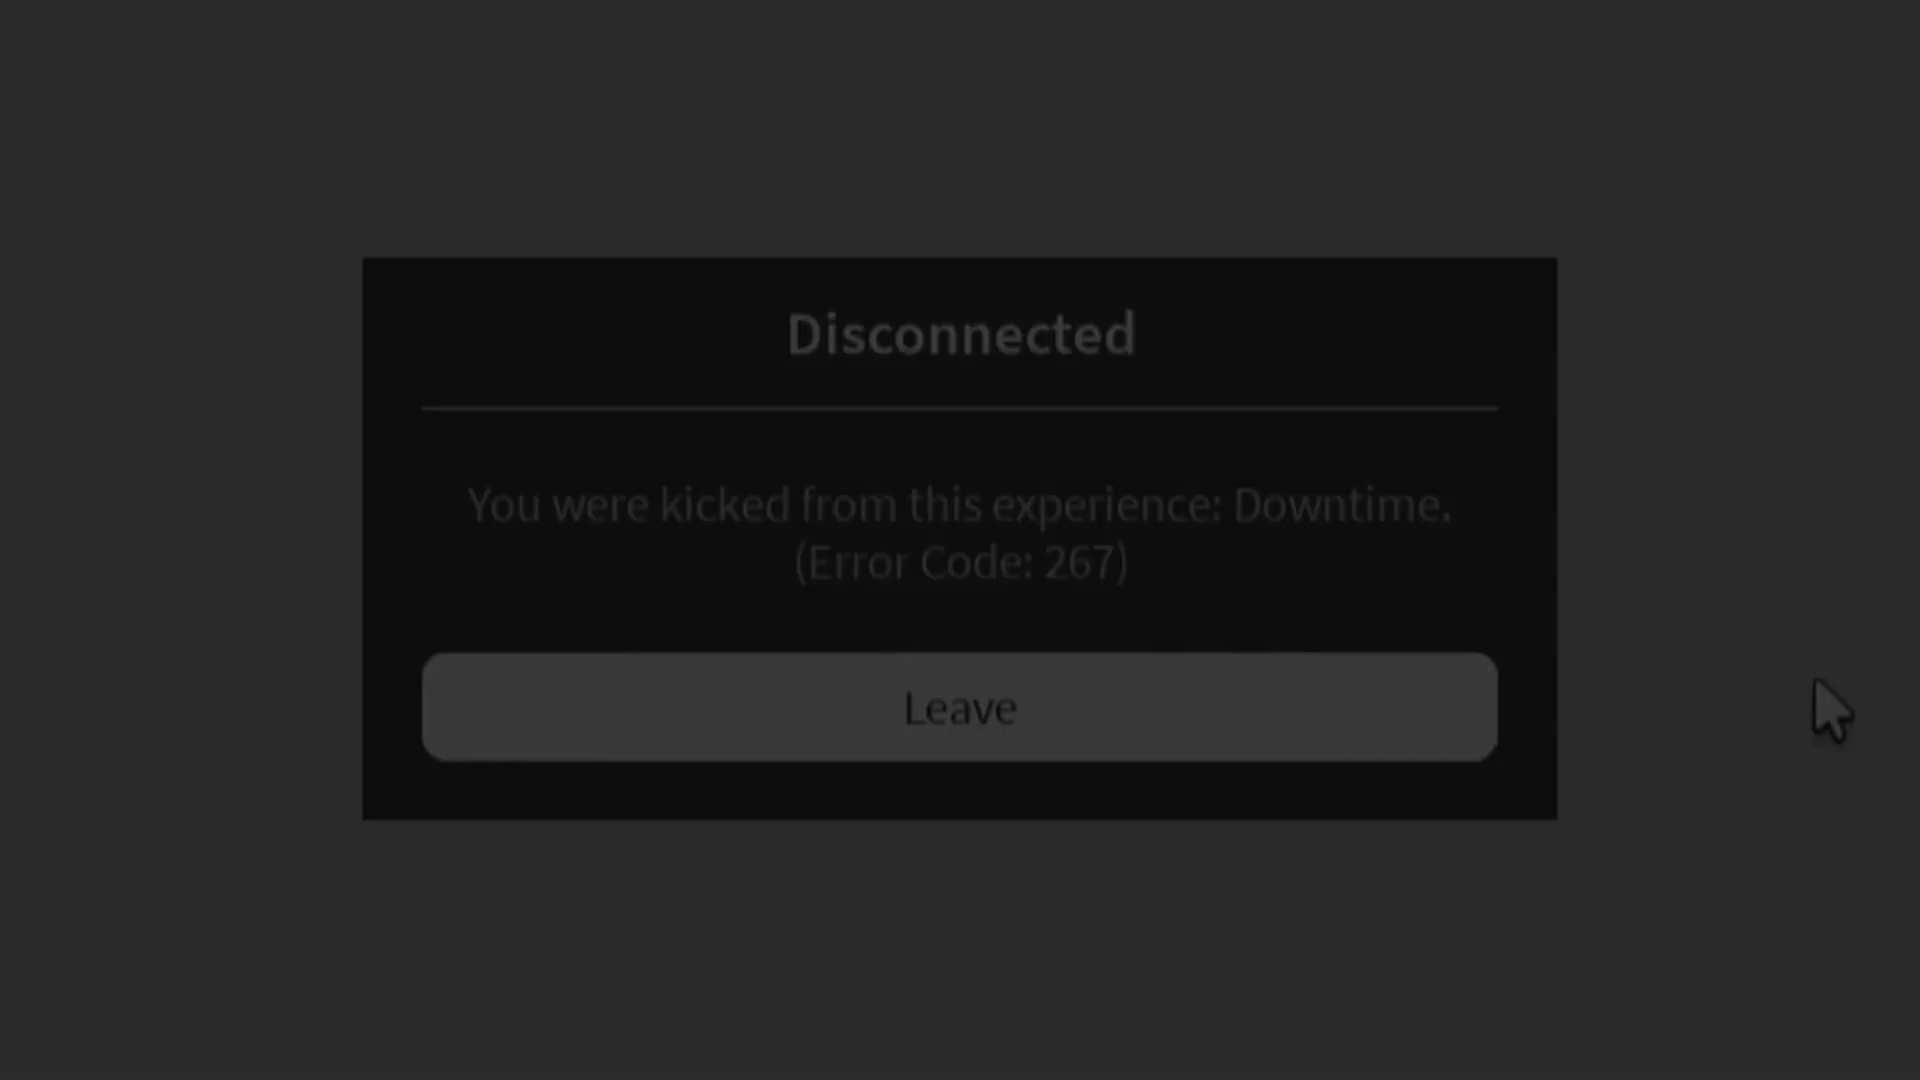 Disconnected
You were kicked from this experience: Downtime.
(Error Code: 267)
Leave